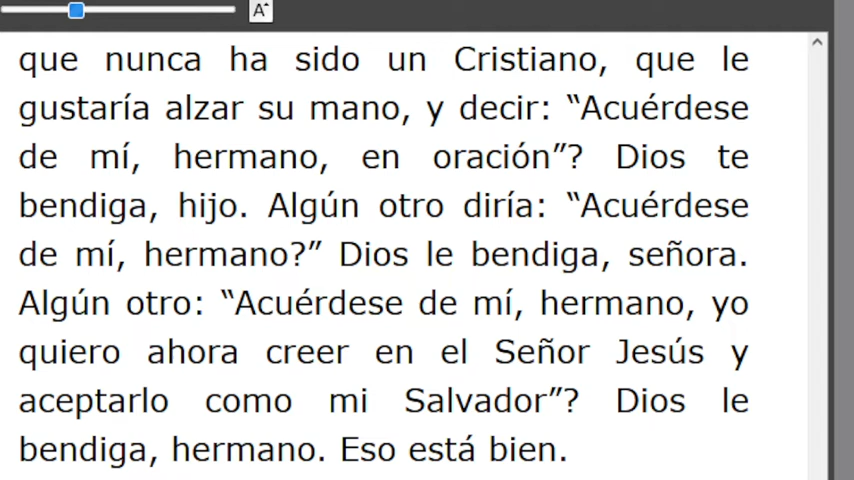 A
que nunca ha sido un Cristiano, que le
gustaría alzar su mano, y decir: “Acuérdese
de mí, hermano, en oración”? Dios te
bendiga, hijo. Algún otro diría: “Acuérdese
de mí, hermano?” Dios le bendiga, señora.
Algún otro: “Acuérdese de mí, hermano, yo
quiero ahora creer en el Señor Jesús y
aceptarlo como mi Salvador”? Dios le
bendiga, hermano. Eso está bien.